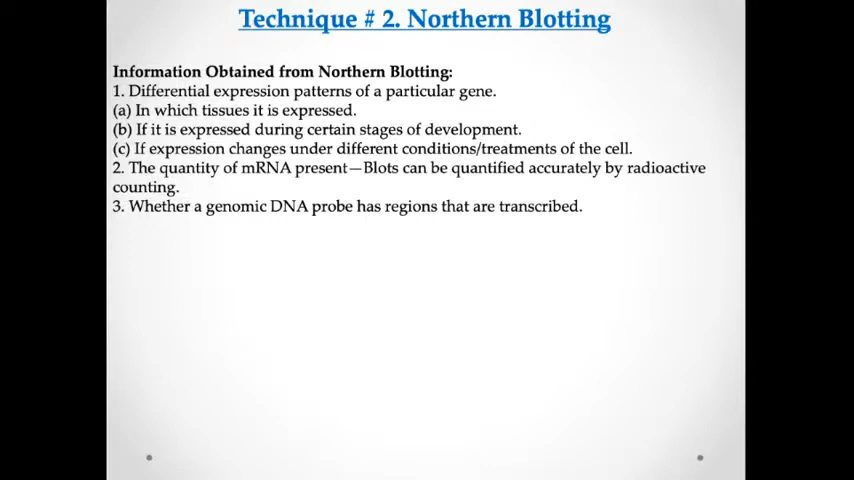 Technique # 2. Northern Blotting
Information Obtained from Northern Blotting:
1. Differential expression patterns of a particular gene.
(a) In which tissues it is expressed.
(b) If it is expressed during certain stages of development.
(c) If expression changes under different conditions/treatments of the cell.
2. The quantity of mRNA present—Blots can be quantified accurately by radioactive
counting.
3. Whether a genomic DNA probe has regions that are transcribed.